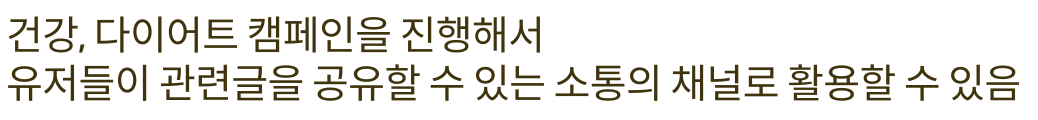 건강, 다이어트 캠페인을 진행해서
유저들이 관련글을 공유할 수 있는 소통의 채널로 활용할 수 있음